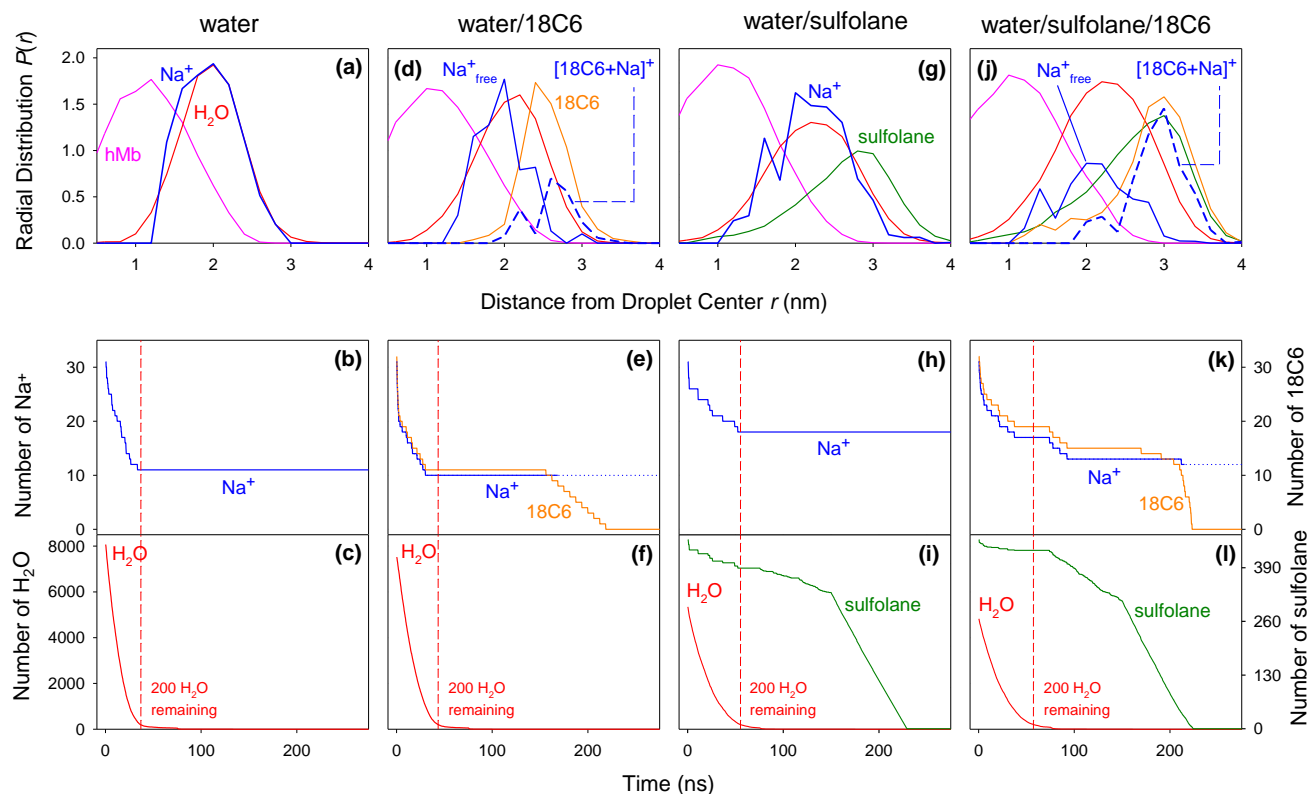 water
water/18C6
water/sulfolane
water/sulfolane/18C6
Radial Distribution P(r)
2.0
1.5
1.0
0.5
0.0
(a)
Na⁺
H₂O
hMb
(d)
Na⁺free
[18C6+Na]⁺
18C6
(g)
Na⁺
sulfolane
(j)
Na⁺free
[18C6+Na]⁺
1 2 3 4
1 2 3 4
1 2 3 4
1 2 3 4
Distance from Droplet Center r (nm)
Number of Na⁺
30
20
10
0
(b)
Na⁺
(e)
Na⁺
18C6
(h)
Na⁺
(k)
Na⁺
18C6
30
20
10
0
Number of 18C6
Number of H₂O
8000
6000
4000
2000
0
(c)
H₂O
200 H₂O
remaining
(f)
H₂O
200 H₂O
remaining
(i)
H₂O
sulfolane
200 H₂O
remaining
(l)
H₂O
sulfolane
200 H₂O
remaining
390
260
130
0
Number of sulfolane
0 100 200
0 100 200
0 100 200
0 100 200
Time (ns)